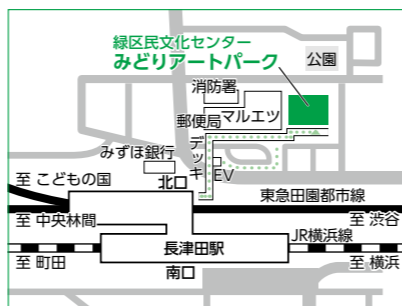 緑区民文化センター
みどりアートパーク
公園
消防署
郵便局
マルエツ
デッキ
みずほ銀行
北口
EV
至 こどもの国
東急田園都市線
至 中央林間
至 渋谷
長津田駅
JR横浜線
至 町田
至 横浜
南口